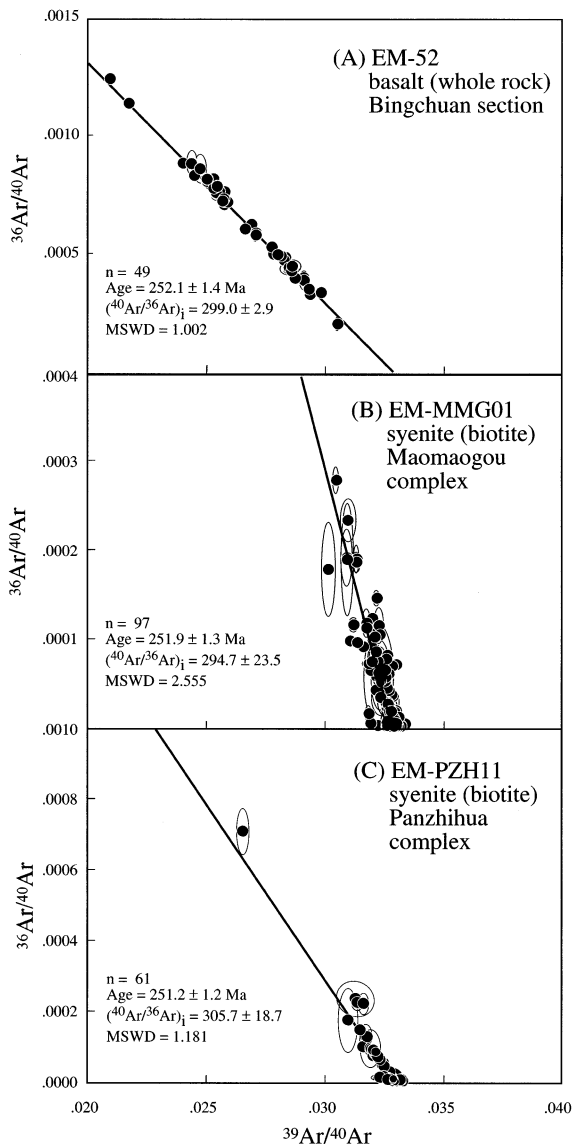 .0015
(A) EM-52
basalt (whole rock)
Bingchuan section
.0010
³⁶Ar/⁴⁰Ar
.0005
n = 49
Age = 252.1 ± 1.4 Ma
(⁴⁰Ar/³⁶Ar)i = 299.0 ± 2.9
MSWD = 1.002
.0004
(B) EM-MMG01
syenite (biotite)
Maomaogou
complex
.0003
³⁶Ar/⁴⁰Ar
.0002
n = 97
Age = 251.9 ± 1.3 Ma
(⁴⁰Ar/³⁶Ar)i = 294.7 ± 23.5
MSWD = 2.555
.0001
.0010
(C) EM-PZH11
syenite (biotite)
Panzhihua
complex
.0008
.0006
³⁶Ar/⁴⁰Ar
.0004
n = 61
Age = 251.2 ± 1.2 Ma
(⁴⁰Ar/³⁶Ar)i = 305.7 ± 18.7
MSWD = 1.181
.0002
.0000
.020 .025 .030 .035 .040
³⁹Ar/⁴⁰Ar